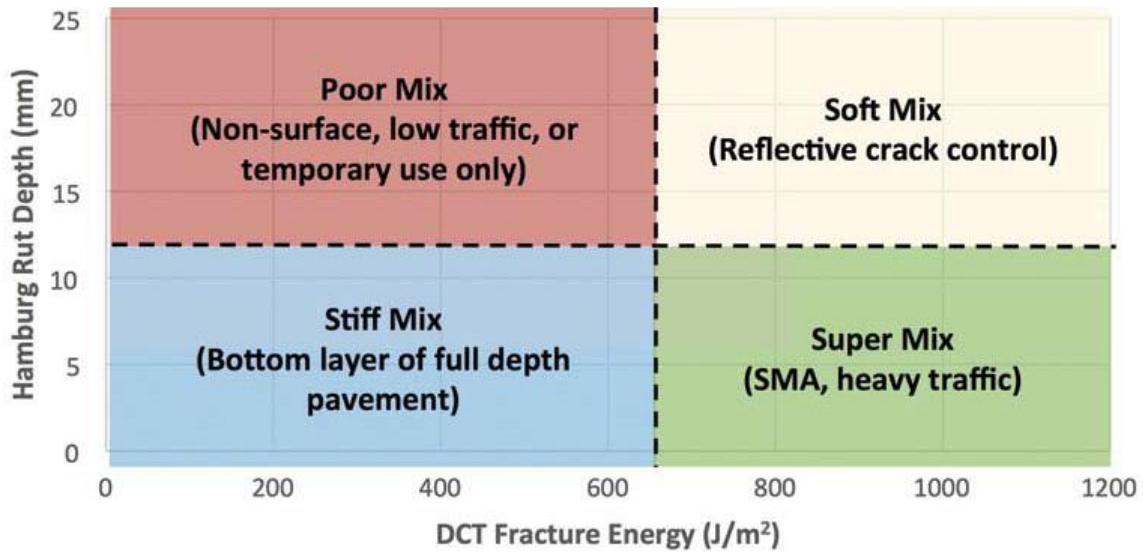 25
20
15
10
5
0
Hamburg Rut Depth (mm)
Poor Mix
(Non-surface, low traffic, or
temporary use only)
Soft Mix
(Reflective crack control)
Stiff Mix
(Bottom layer of full depth
pavement)
Super Mix
(SMA, heavy traffic)
0 200 400 600 800 1000 1200
DCT Fracture Energy (J/m²)